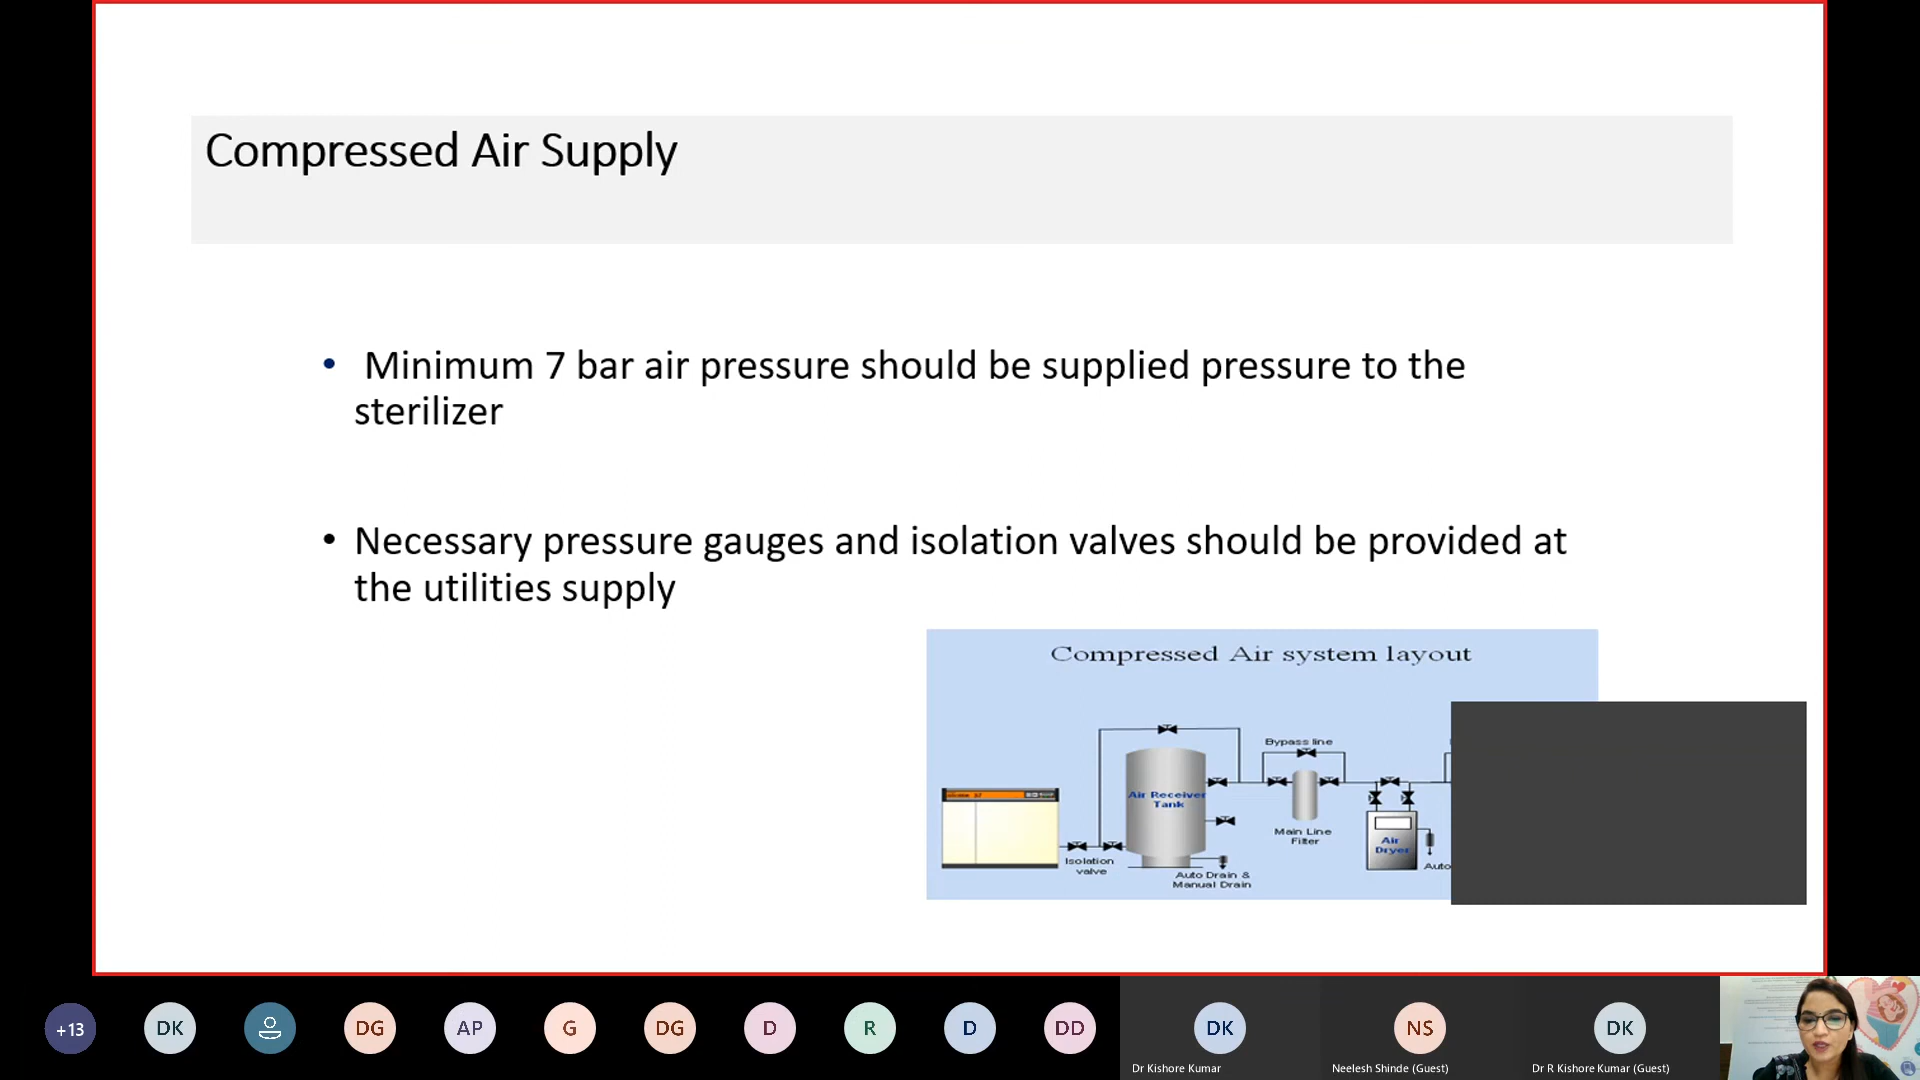 Compressed Air Supply
• Minimum 7 bar air pressure should be supplied pressure to the
sterilizer
• Necessary pressure gauges and isolation valves should be provided at
the utilities supply
Compressed Air system layout
Bypass line
Air Receiver
Tank
Main Line
Filter
Air
Dryer
Isolation
valve
Auto
Auto Drain &
Manual Drain
+13
DK
DG
AP
G
DG
D
R
D
DD
DK
NS
DK
Dr Kishore Kumar
Neelesh Shinde (Guest)
Dr R Kishore Kumar (Guest)